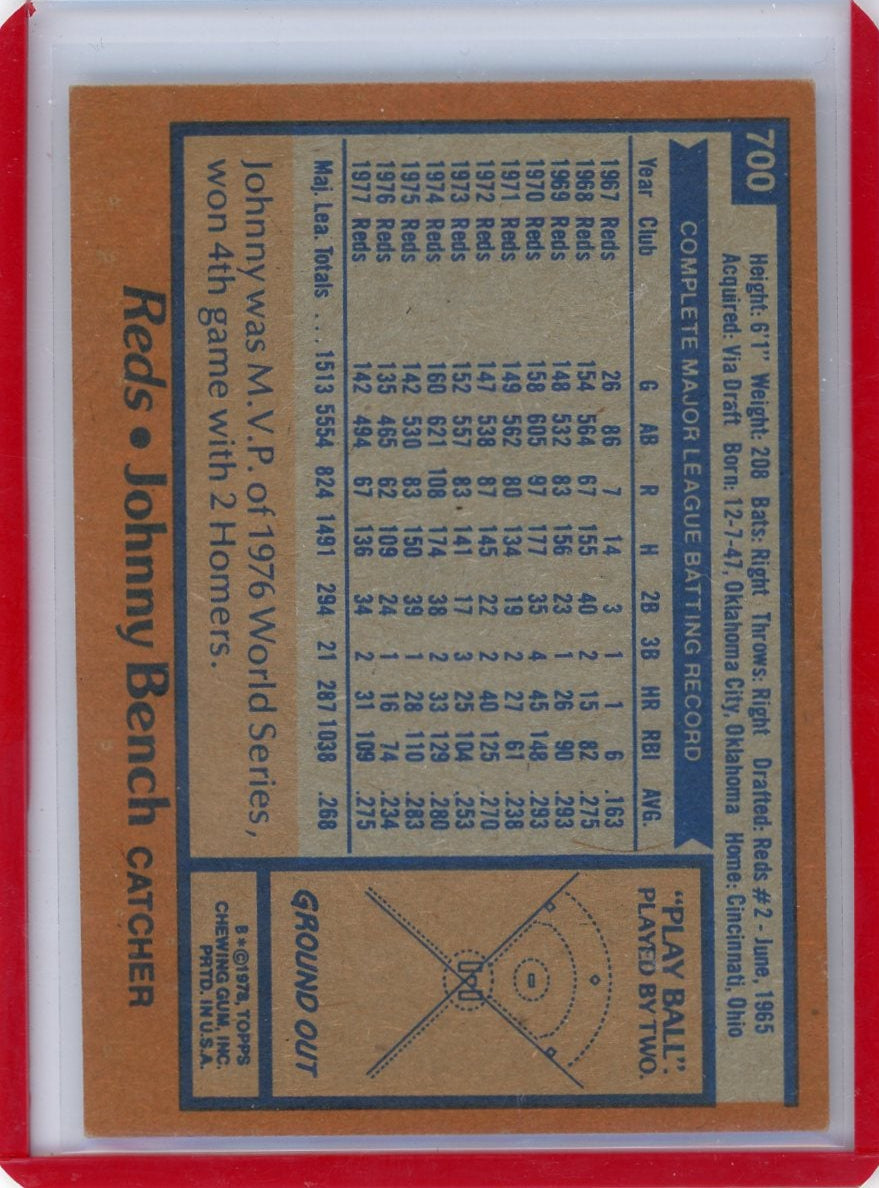 700
Height: 6'1" Weight: 208 Bats: Right Throws: Right Drafted: Reds #2 - June, 1965
Acquired: Via Draft Born: 12-7-47, Oklahoma City, Oklahoma Home: Cincinnati, Ohio
COMPLETE MAJOR LEAGUE BATTING RECORD
Year Club G AB R H 2B 3B HR RBI AVG.
1967 Reds 26 86 7 14 3 1 1 6 .163
1968 Reds 154 564 67 155 40 2 15 82 .275
1969 Reds 148 532 83 156 23 1 26 90 .293
1970 Reds 158 605 97 177 35 4 45 148 .293
1971 Reds 149 562 80 134 19 2 27 61 .238
1972 Reds 147 538 87 145 22 2 40 125 .270
1973 Reds 152 557 83 141 17 3 25 104 .253
1974 Reds 160 621 108 174 38 2 33 129 .280
1975 Reds 142 530 83 150 39 1 28 110 .283
1976 Reds 135 465 62 109 24 1 16 74 .234
1977 Reds 142 494 67 136 34 2 31 109 .275
Maj. Lea. Totals . . . 1513 5554 824 1491 294 21 287 1038 .268
Johnny was M.V.P. of 1976 World Series,
won 4th game with 2 Homers.
"PLAY BALL"
PLAYED BY TWO.
GROUND OUT
B*©1978, TOPPS
CHEWING GUM, INC.
PRTD. IN U.S.A.
Reds • Johnny Bench CATCHER